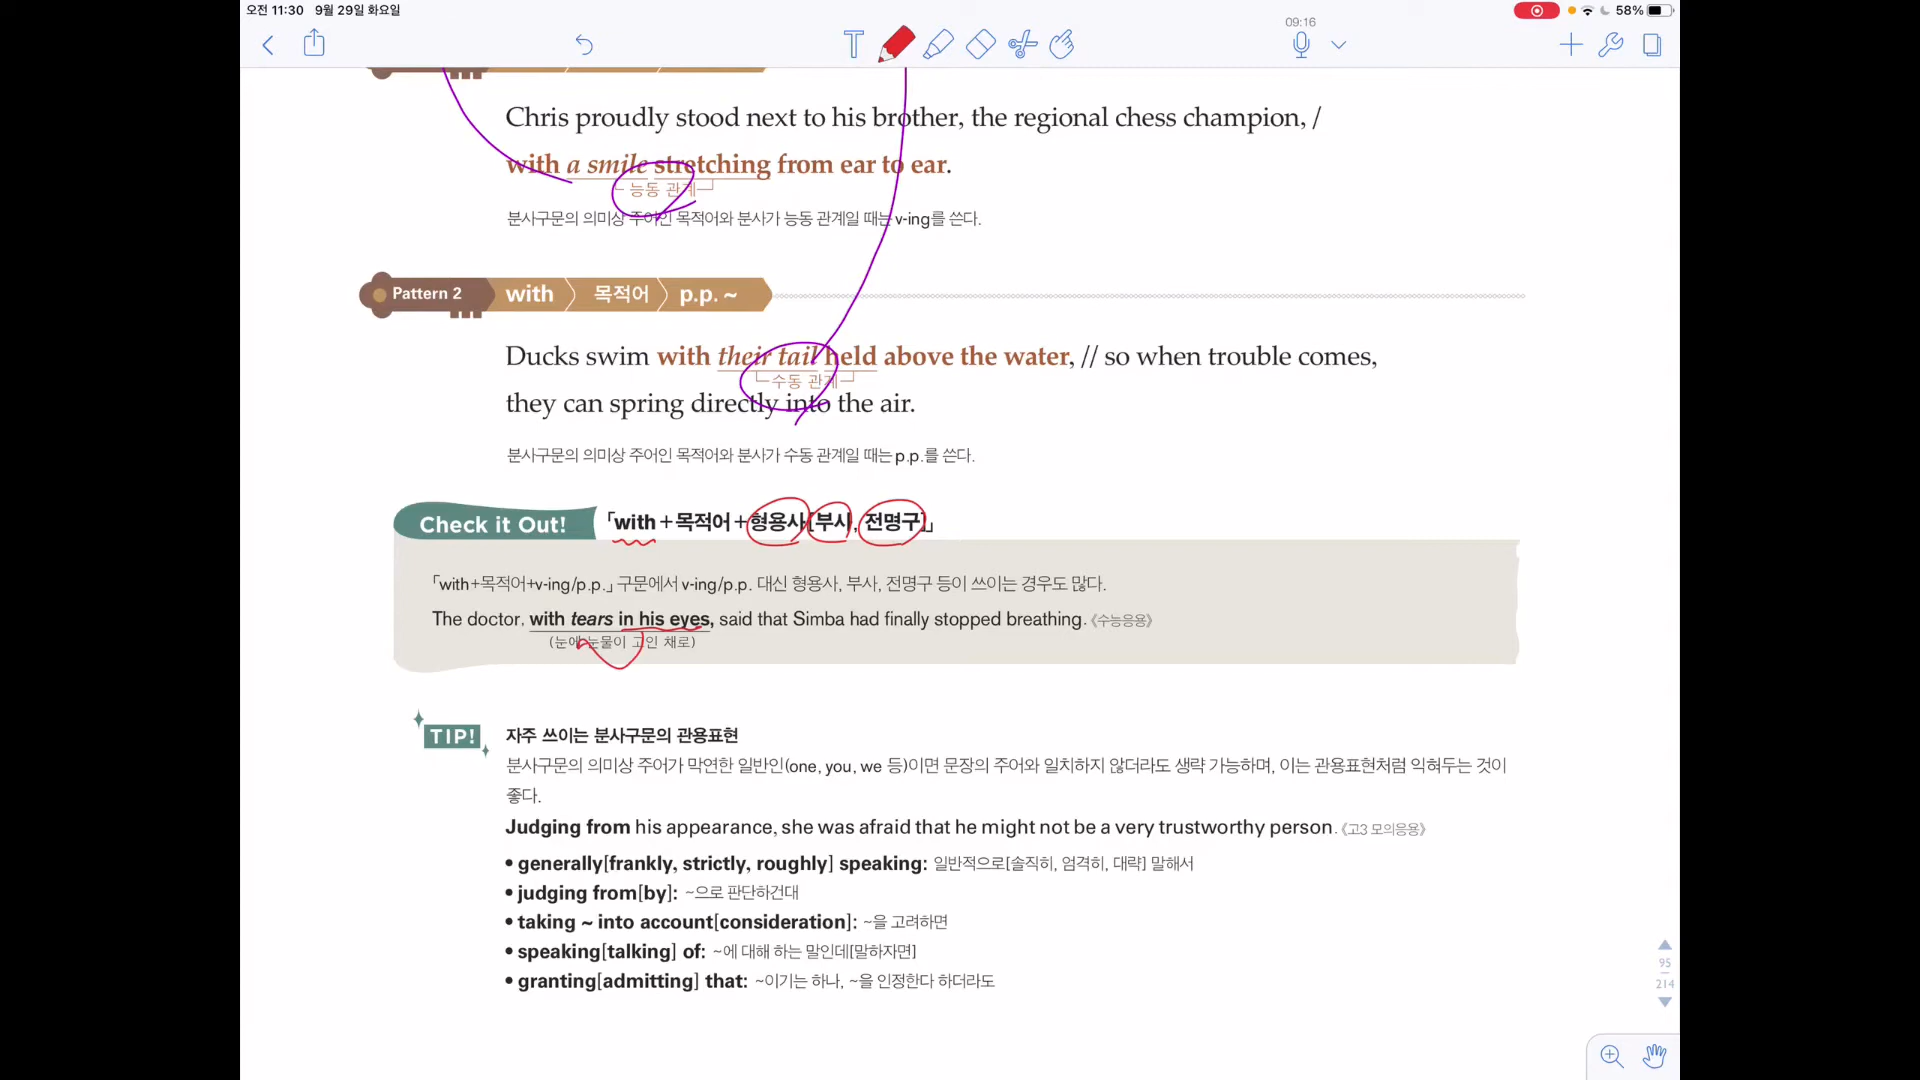 오전 11:30 9월 29일 화요일
58%
09:16
Chris proudly stood next to his brother, the regional chess champion, /
with a smile stretching from ear to ear.
능동 관계
분사구문의 의미상 주어인 목적어와 분사가 능동 관계일 때는 v-ing를 쓴다.
Pattern 2 with 목적어 p.p. ~
Ducks swim with their tail held above the water, // so when trouble comes,
수동 관계
they can spring directly into the air.
분사구문의 의미상 주어인 목적어와 분사가 수동 관계일 때는 p.p.를 쓴다.
Check it Out! 「with+목적어+형용사[부사, 전명구]」
「with+목적어+v-ing/p.p.」 구문에서 v-ing/p.p. 대신 형용사, 부사, 전명구 등이 쓰이는 경우도 많다.
The doctor, with tears in his eyes, said that Simba had finally stopped breathing. 《수능응용》
(눈에 눈물이 고인 채로)
TIP! 자주 쓰이는 분사구문의 관용표현
분사구문의 의미상 주어가 막연한 일반인(one, you, we 등)이면 문장의 주어와 일치하지 않더라도 생략 가능하며, 이는 관용표현처럼 익혀두는 것이
좋다.
Judging from his appearance, she was afraid that he might not be a very trustworthy person. 《고3 모의응용》
• generally[frankly, strictly, roughly] speaking: 일반적으로[솔직히, 엄격히, 대략] 말해서
• judging from[by]: ~으로 판단하건대
• taking ~ into account[consideration]: ~을 고려하면
• speaking[talking] of: ~에 대해 하는 말인데[말하자면]
• granting[admitting] that: ~이기는 하나, ~을 인정한다 하더라도
95
214